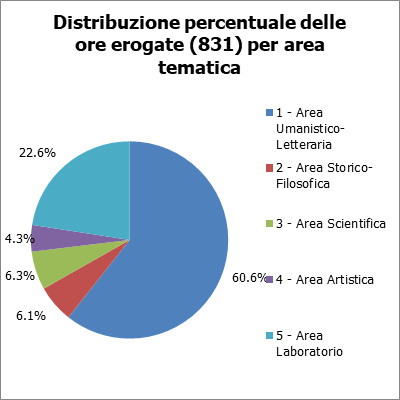 Distribuzione percentuale delle
ore erogate (831) per area
tematica
1 - Area
Umanistico-
Letteraria
2 - Area Storico-
Filosofica
3 - Area Scientifica
4 - Area Artistica
5 - Area
Laboratorio
22.6%
4.3%
6.3%
6.1%
60.6%